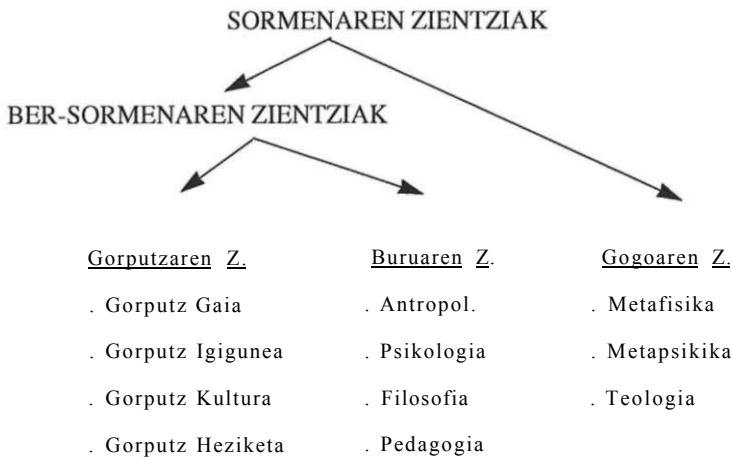 SORMENAREN ZIENTZIAK
BER-SORMENAREN ZIENTZIAK
Gorputzaren Z.
. Gorputz Gaia
. Gorputz Igigunea
. Gorputz Kultura
. Gorputz Heziketa
Buruaren Z.
. Antropol.
. Psikologia
. Filosofia
. Pedagogia
Gogoaren Z.
. Metafisika
. Metapsikika
. Teologia